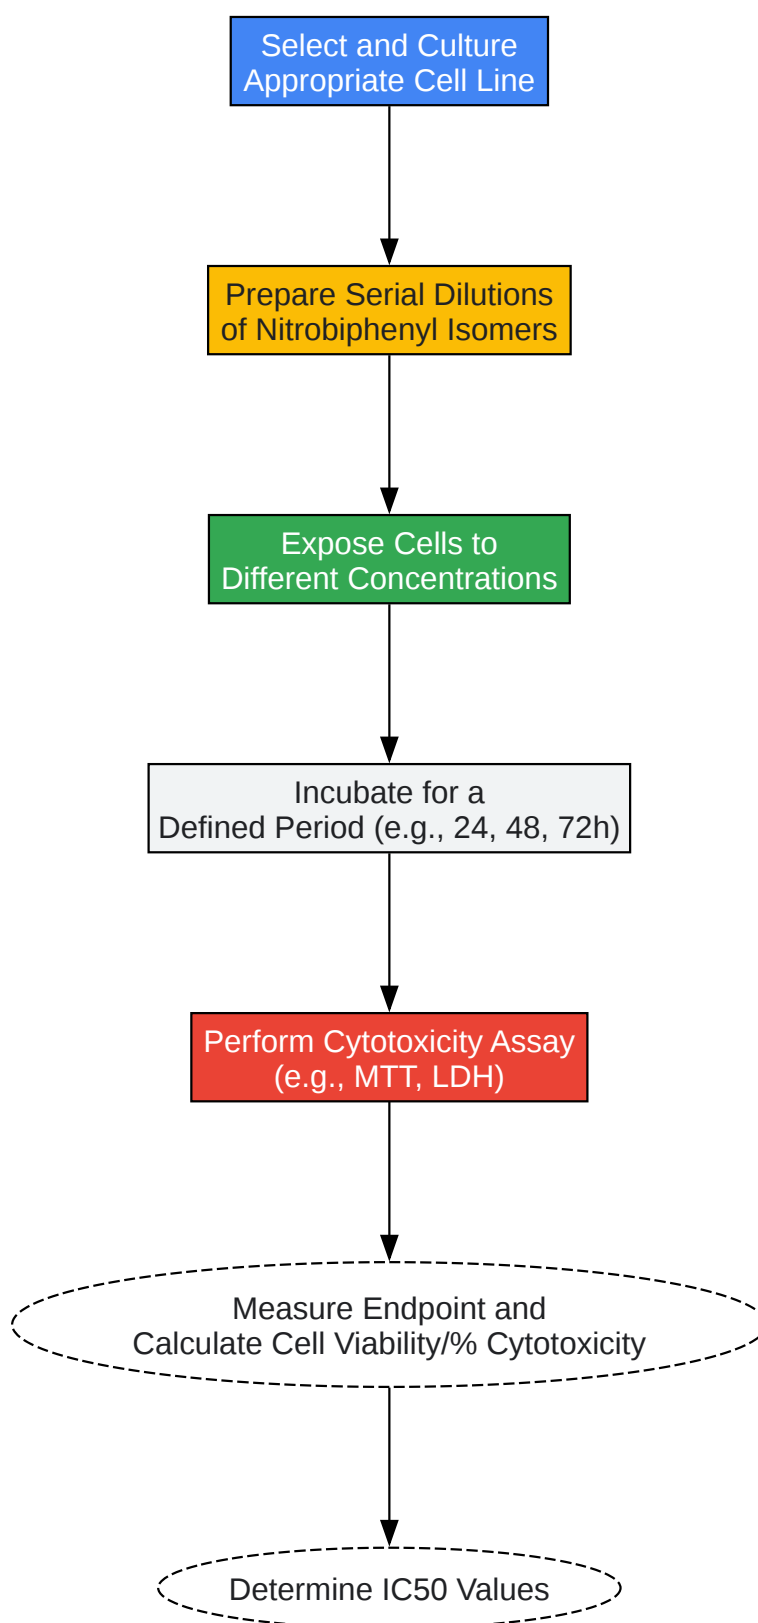 Select and Culture
Appropriate Cell Line
Prepare Serial Dilutions
of Nitrobiphenyl Isomers
Expose Cells to
Different Concentrations
Incubate for a
Defined Period (e.g., 24, 48, 72h)
Perform Cytotoxicity Assay
(e.g., MTT, LDH)
Measure Endpoint and
Calculate Cell Viability/% Cytotoxicity
Determine IC50 Values